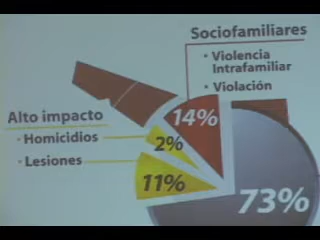 Sociofamiliares
• Violencia
Intrafamiliar
• Violación
Alto impacto
• Homicidios
• Lesiones
14%
2%
11%
73%